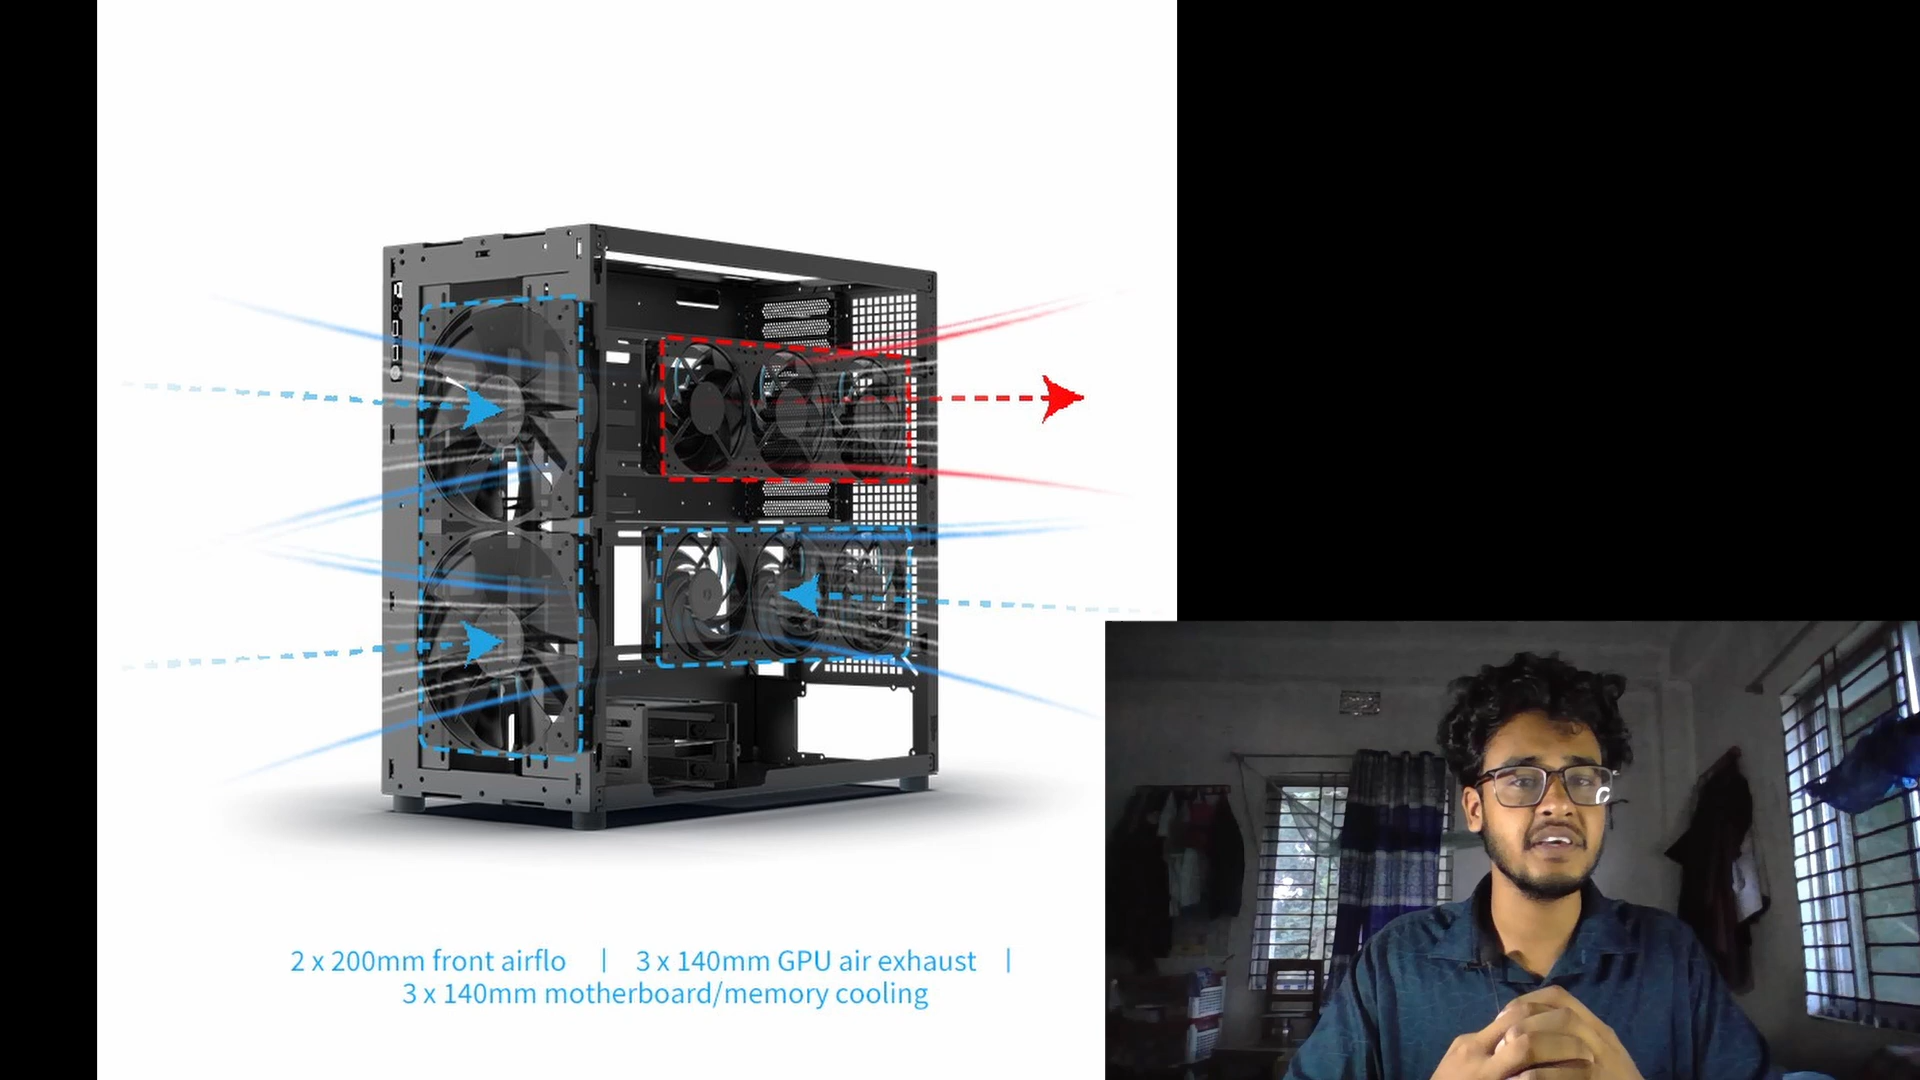 2 x 200mm front airflo | 3 x 140mm GPU air exhaust |
3 x 140mm motherboard/memory cooling